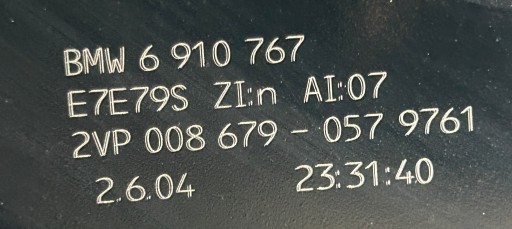 BMW 6 910 767
E7E79S ZI:n AI:07
2VP 008 679 - 057 9761
2.6.04 23:31:40